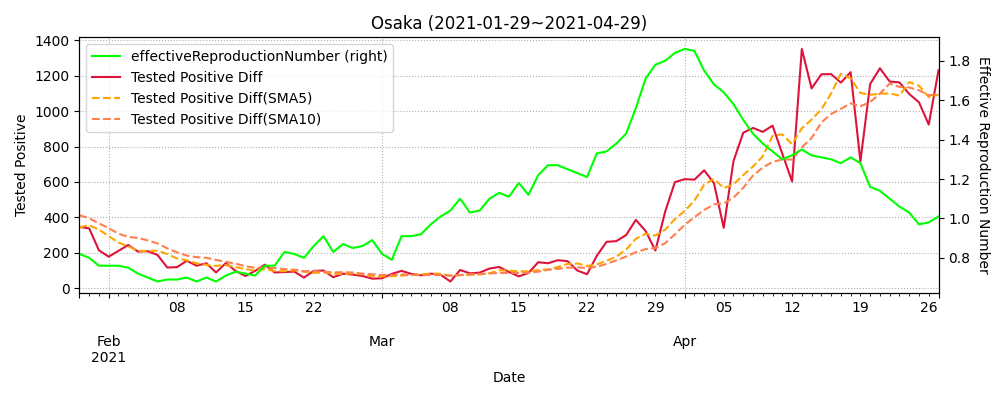 Osaka (2021-01-29~2021-04-29)
effectiveReproductionNumber (right)
Tested Positive Diff
Tested Positive Diff(SMA5)
Tested Positive Diff(SMA10)
Tested Positive
1400
1200
1000
800
600
400
200
0
Effective Reproduction Number
1.8
1.6
1.4
1.2
1.0
0.8
08 15 22 08 15 22 29 05 12 19 26
Feb Mar Apr
2021
Date